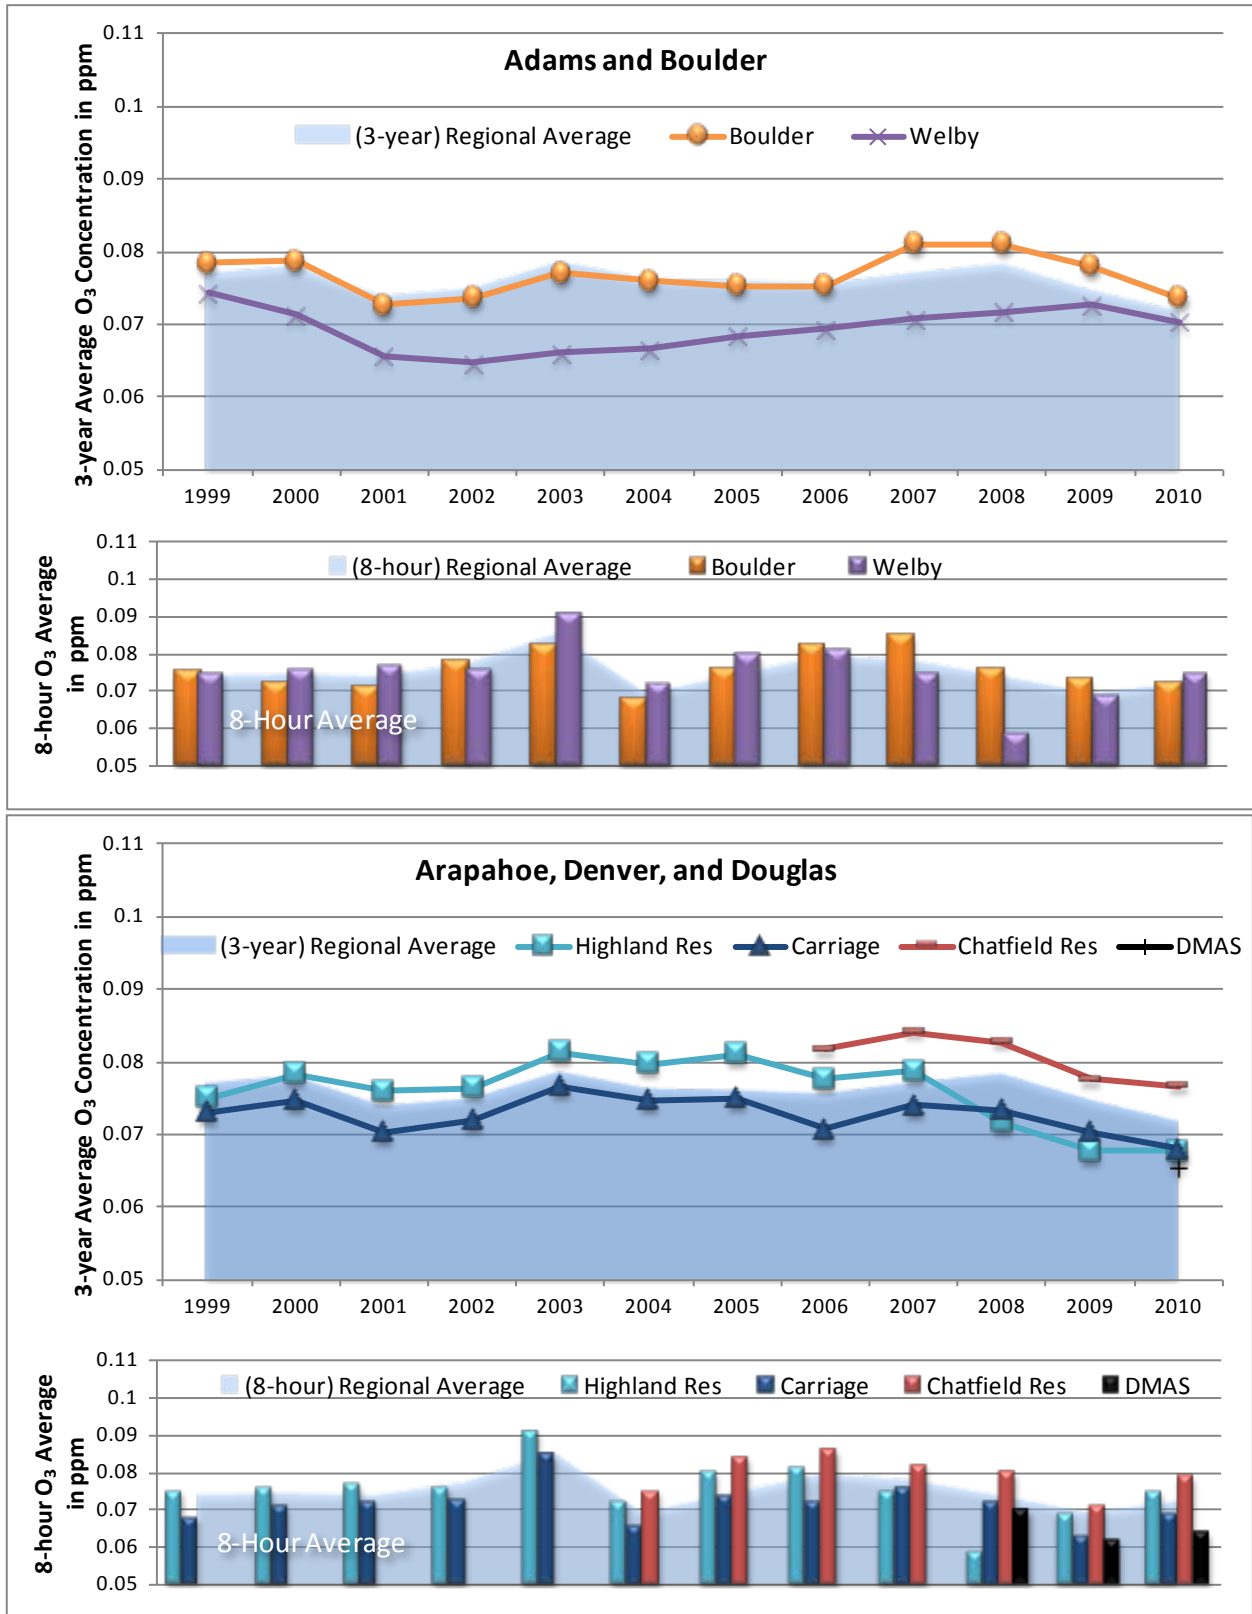 Adams and Boulder
3-year Average O3 Concentration in ppm
0.11
0.1
0.09
0.08
0.07
0.06
0.05
(3-year) Regional Average Boulder Welby
1999 2000 2001 2002 2003 2004 2005 2006 2007 2008 2009 2010
8-hour O3 Average
in ppm
0.11
0.1
0.09
0.08
0.07
0.06
0.05
(8-hour) Regional Average Boulder Welby
8-Hour Average
Arapahoe, Denver, and Douglas
3-year Average O3 Concentration in ppm
0.11
0.1
0.09
0.08
0.07
0.06
0.05
(3-year) Regional Average Highland Res Carriage Chatfield Res DMAS
1999 2000 2001 2002 2003 2004 2005 2006 2007 2008 2009 2010
8-hour O3 Average
in ppm
0.11
0.1
0.09
0.08
0.07
0.06
0.05
(8-hour) Regional Average Highland Res Carriage Chatfield Res DMAS
8-Hour Average